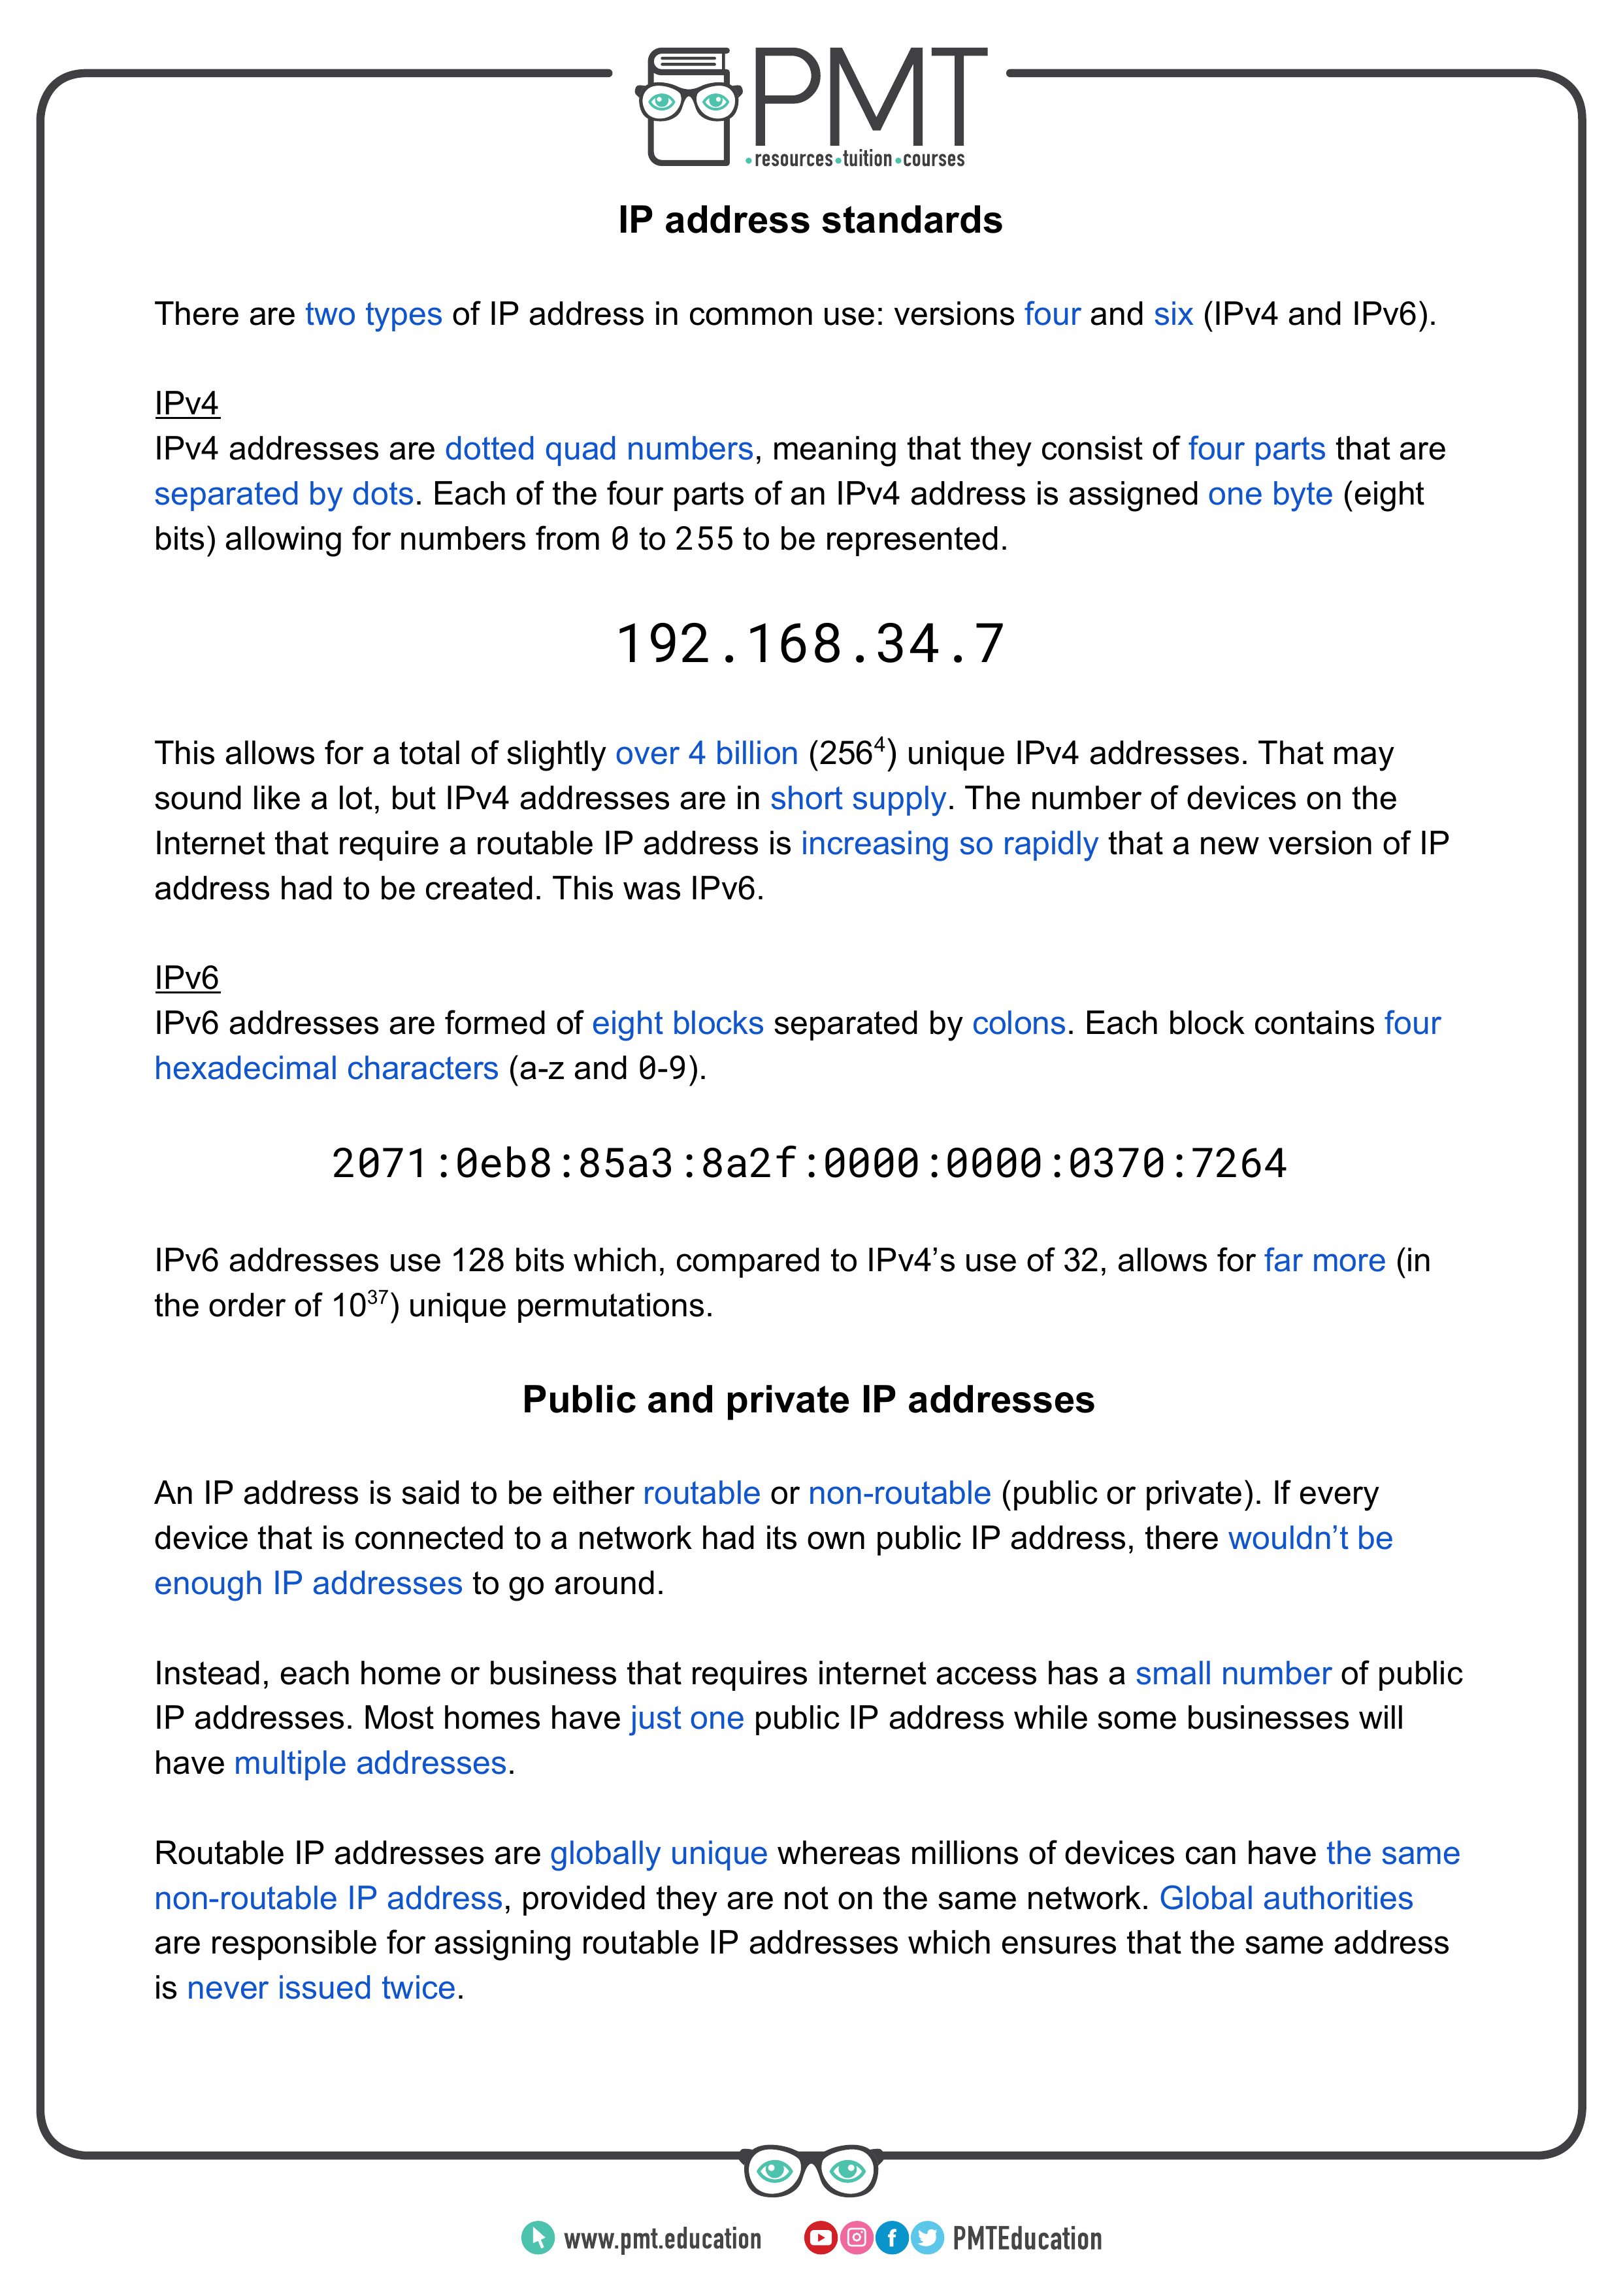 PMT
resources tuition courses
IP address standards
There are two types of IP address in common use: versions four and six (IPv4 and IPv6).
IPv4
IPv4 addresses are dotted quad numbers, meaning that they consist of four parts that are
separated by dots. Each of the four parts of an IPv4 address is assigned one byte (eight
bits) allowing for numbers from 0 to 255 to be represented.
192.168.34.7
This allows for a total of slightly over 4 billion (256⁴) unique IPv4 addresses. That may
sound like a lot, but IPv4 addresses are in short supply. The number of devices on the
Internet that require a routable IP address is increasing so rapidly that a new version of IP
address had to be created. This was IPv6.
IPv6
IPv6 addresses are formed of eight blocks separated by colons. Each block contains four
hexadecimal characters (a-z and 0-9).
2071:0eb8:85a3:8a2f:0000:0000:0370:7264
IPv6 addresses use 128 bits which, compared to IPv4’s use of 32, allows for far more (in
the order of 10³⁷) unique permutations.
Public and private IP addresses
An IP address is said to be either routable or non-routable (public or private). If every
device that is connected to a network had its own public IP address, there wouldn’t be
enough IP addresses to go around.
Instead, each home or business that requires internet access has a small number of public
IP addresses. Most homes have just one public IP address while some businesses will
have multiple addresses.
Routable IP addresses are globally unique whereas millions of devices can have the same
non-routable IP address, provided they are not on the same network. Global authorities
are responsible for assigning routable IP addresses which ensures that the same address
is never issued twice.
www.pmt.education PMTEducation